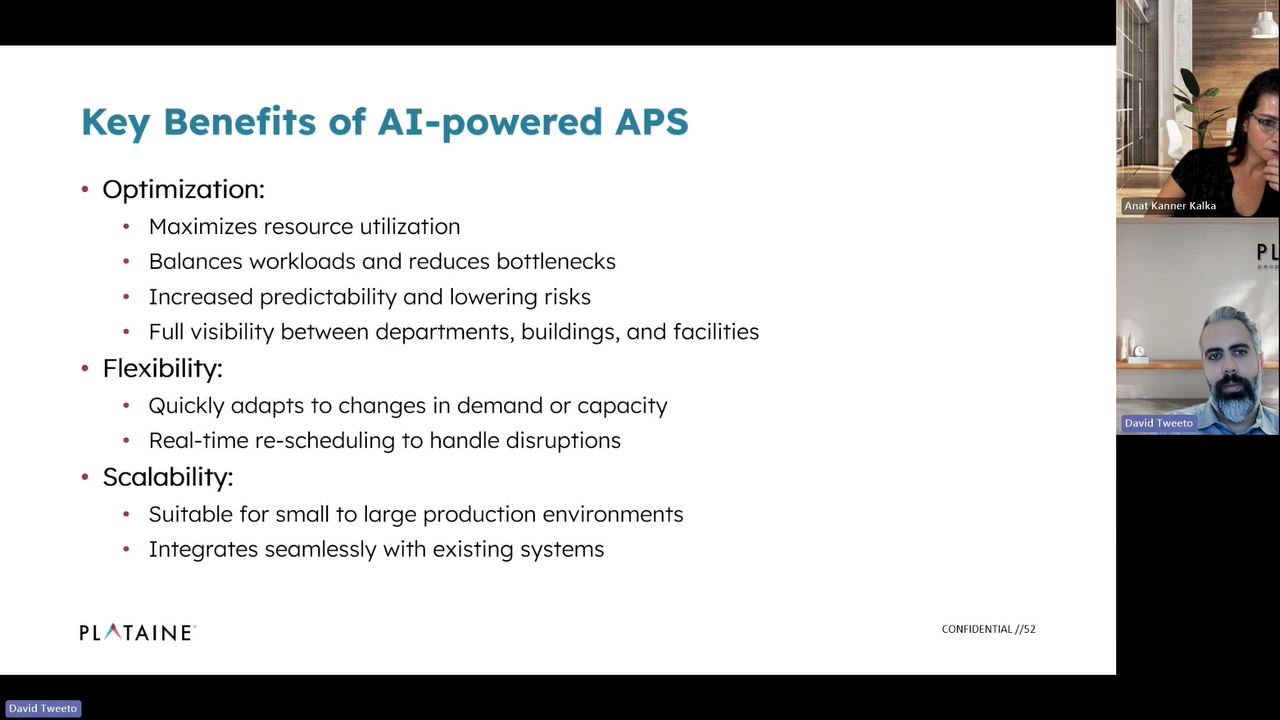 Key Benefits of AI-powered APS
• Optimization:
• Maximizes resource utilization
• Balances workloads and reduces bottlenecks
• Increased predictability and lowering risks
• Full visibility between departments, buildings, and facilities
• Flexibility:
• Quickly adapts to changes in demand or capacity
• Real-time re-scheduling to handle disruptions
• Scalability:
• Suitable for small to large production environments
• Integrates seamlessly with existing systems
PLATAINE
CONFIDENTIAL //52
Anat Kanner Kalka
PL
David Tweeto
David Tweeto